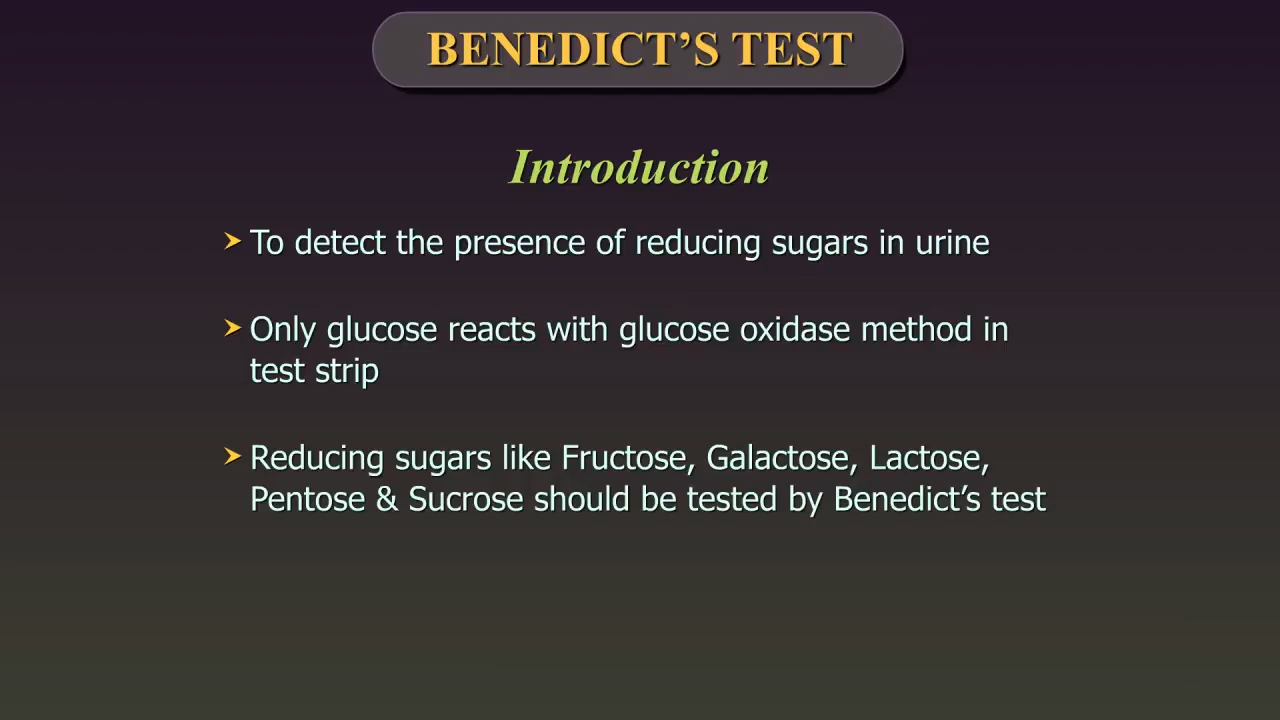 BENEDICT’S TEST
Introduction
➤ To detect the presence of reducing sugars in urine
➤ Only glucose reacts with glucose oxidase method in
test strip
➤ Reducing sugars like Fructose, Galactose, Lactose,
Pentose & Sucrose should be tested by Benedict’s test